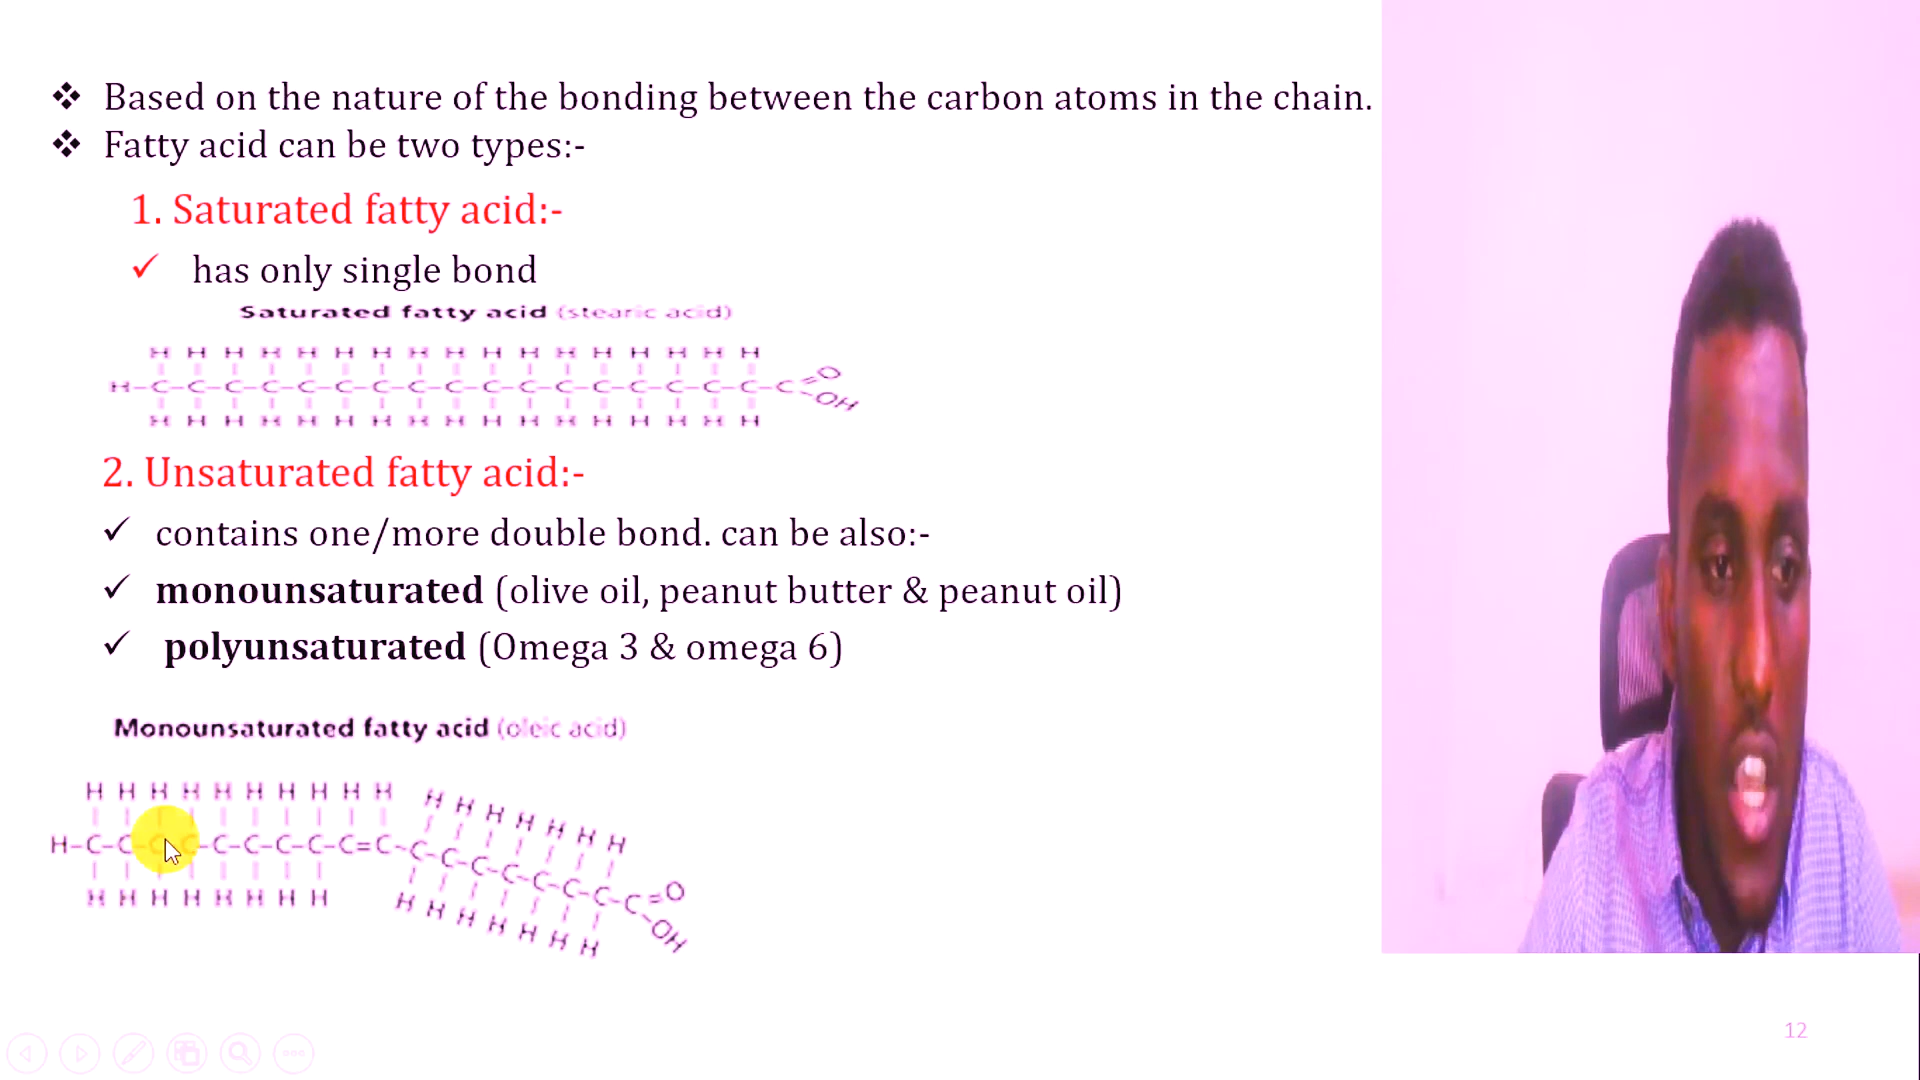 ❖ Based on the nature of the bonding between the carbon atoms in the chain.
❖ Fatty acid can be two types:-
1. Saturated fatty acid:-
✓ has only single bond
Saturated fatty acid (stearic acid)
H H H H H H H H H H H H H H H H H
H-C-C-C-C-C-C-C-C-C-C-C-C-C-C-C-C-C-C=O
-OH
H H H H H H H H H H H H H H H H H
2. Unsaturated fatty acid:-
✓ contains one/more double bond. can be also:-
✓ monounsaturated (olive oil, peanut butter & peanut oil)
✓ polyunsaturated (Omega 3 & omega 6)
Monounsaturated fatty acid (oleic acid)
H H H H H H H H H H H H H H H H H
H-C-C-C-C-C-C-C-C-C=C-C-C-C-C-C-C-C-C=O
-OH
H H H H H H H H H H H H H H H
12